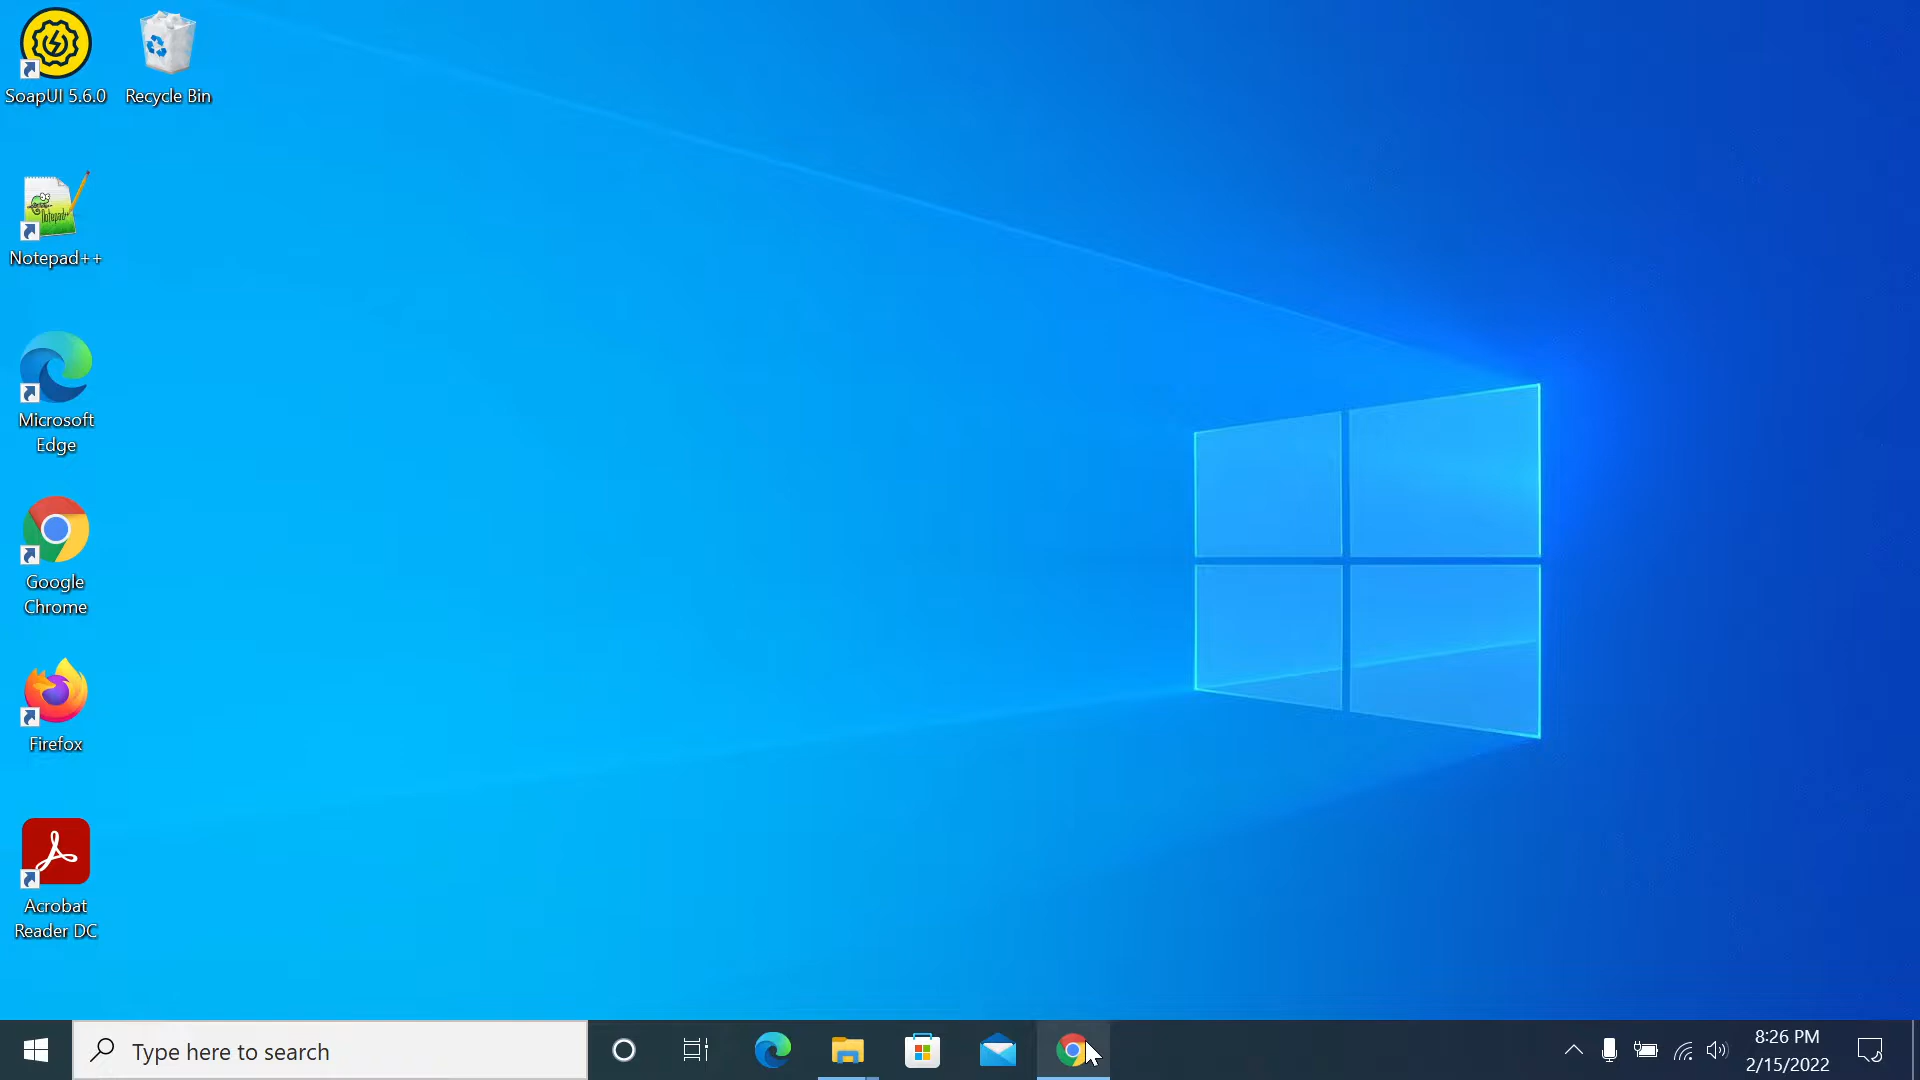 SoapUI 5.6.0
Recycle Bin
Notepad++
Microsoft
Edge
Google
Chrome
Firefox
Acrobat
Reader DC
Type here to search
8:26 PM
2/15/2022